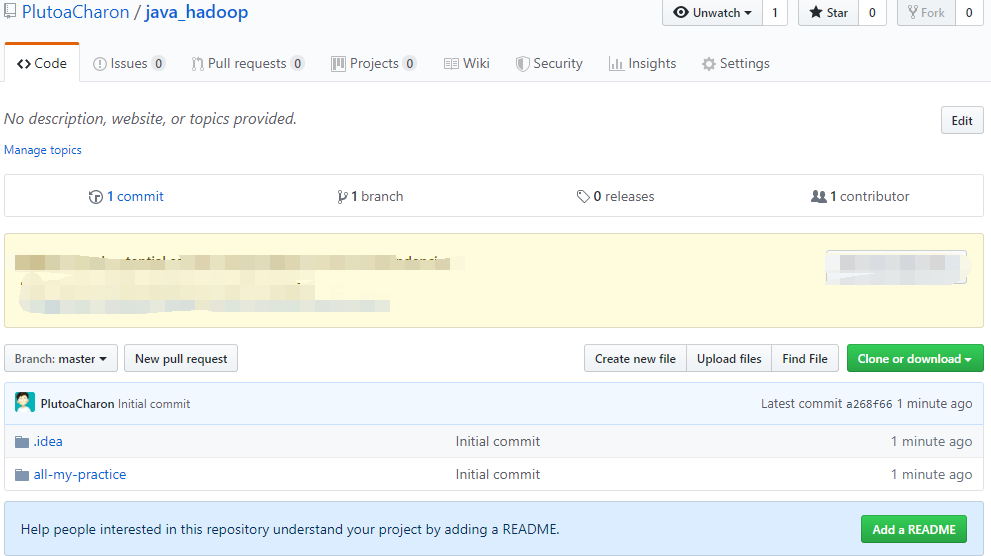 PlutoaCharon / java_hadoop
Unwatch 1 Star 0 Fork 0
Code Issues 0 Pull requests 0 Projects 0 Wiki Security Insights Settings
No description, website, or topics provided.
Edit
Manage topics
1 commit 1 branch 0 releases 1 contributor
Branch: master New pull request Create new file Upload files Find File Clone or download
PlutoaCharon Initial commit Latest commit a268f66 1 minute ago
.idea Initial commit 1 minute ago
all-my-practice Initial commit 1 minute ago
Help people interested in this repository understand your project by adding a README. Add a README